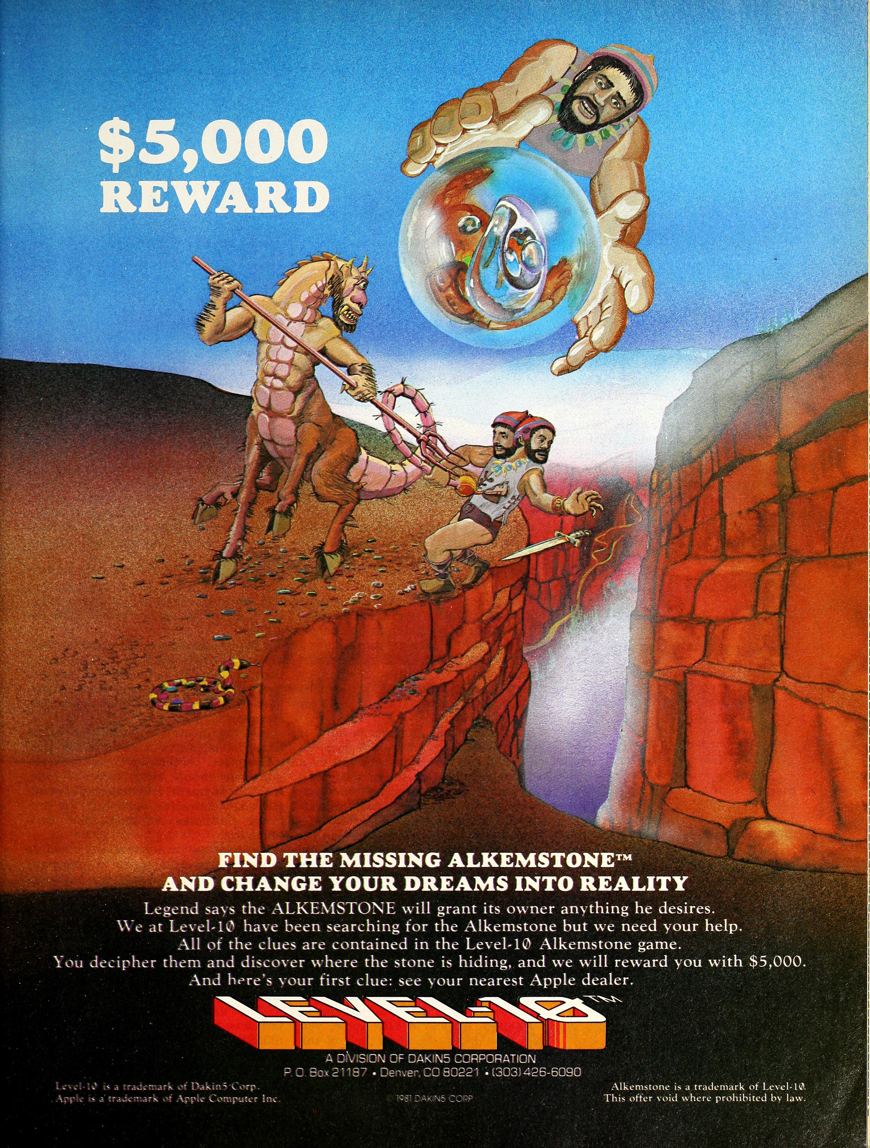 $5,000
REWARD
FIND THE MISSING ALKEMSTONE™
AND CHANGE YOUR DREAMS INTO REALITY
Legend says the ALKEMSTONE will grant its owner anything he desires.
We at Level-10 have been searching for the Alkemstone but we need your help.
All of the clues are contained in the Level-10 Alkemstone game.
You decipher them and discover where the stone is hiding, and we will reward you with $5,000.
And here's your first clue: see your nearest Apple dealer.
LEVEL-10™
A DIVISION OF DAKIN5 CORPORATION
P.O. Box 21187 • Denver, CO 80221 • (303) 426-6090
Level-10 is a trademark of Dakin5 Corp.
Apple is a trademark of Apple Computer Inc.
© 1981 DAKIN5 CORP
Alkemstone is a trademark of Level-10.
This offer void where prohibited by law.